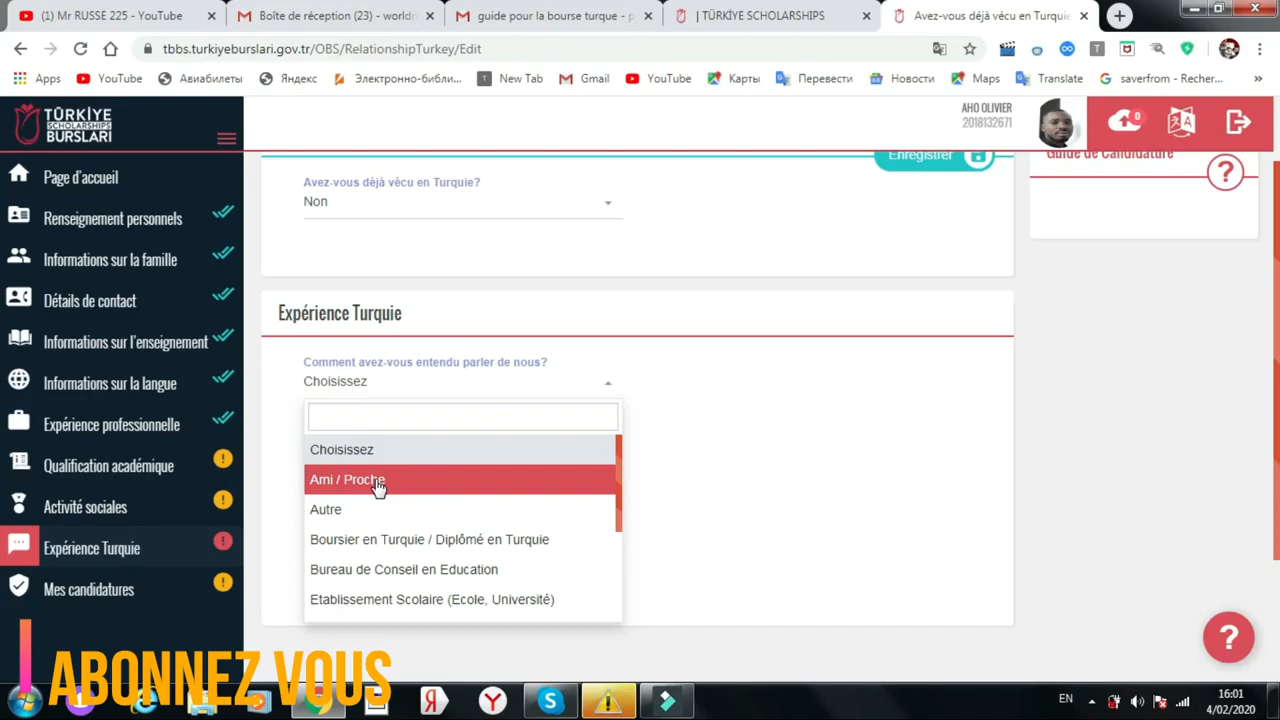 (1) Mr RUSSE 225 - YouTube
Boîte de réception (23) - worldn
guide pour la bourse turque - p
| TÜRKİYE SCHOLARSHIPS
Avez-vous déjà vécu en Turquie
tbbs.turkiyeburslari.gov.tr/OBS/RelationshipTurkey/Edit
Apps
YouTube
Авиабилеты
Яндекс
Электронно-библи...
New Tab
Gmail
YouTube
Карты
Перевести
Новости
Maps
Translate
saverfrom - Recher...
»
TÜRKİYE
SCHOLARSHIPS
BURSLARI
AHO OLIVIER
2018132671
0
Page d'accueil
Renseignement personnels
Informations sur la famille
Détails de contact
Informations sur l'enseignement
Informations sur la langue
Expérience professionnelle
Qualification académique
Activité sociales
Expérience Turquie
Mes candidatures
Enregistrer
Avez-vous déjà vécu en Turquie?
Non
Guide de Candidature
?
Expérience Turquie
Comment avez-vous entendu parler de nous?
Choisissez
Choisissez
Ami / Proche
Autre
Boursier en Turquie / Diplômé en Turquie
Bureau de Conseil en Education
Etablissement Scolaire (Ecole, Université)
?
ABONNEZ VOUS
EN
16:01
4/02/2020